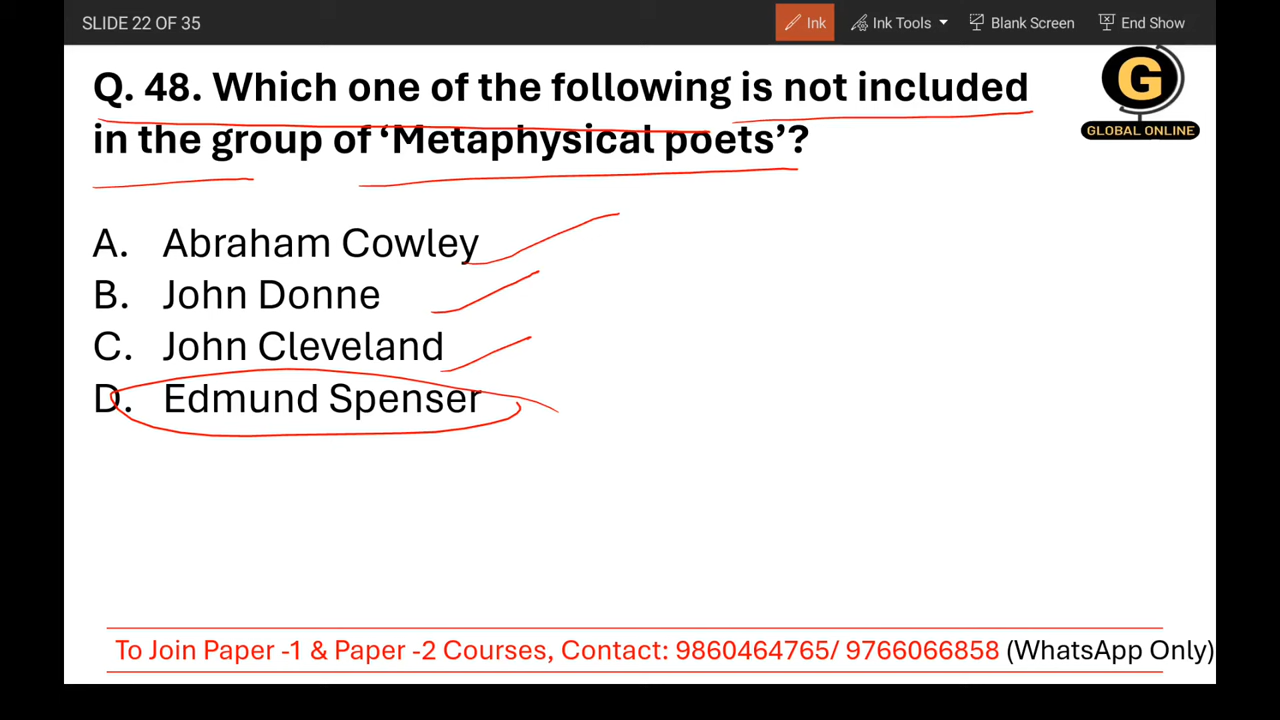 SLIDE 22 OF 35
Ink
Ink Tools
Blank Screen
End Show
Q. 48. Which one of the following is not included
in the group of ‘Metaphysical poets’?
G
GLOBAL ONLINE
A. Abraham Cowley
B. John Donne
C. John Cleveland
D. Edmund Spenser
To Join Paper -1 & Paper -2 Courses, Contact: 9860464765/ 9766066858 (WhatsApp Only)